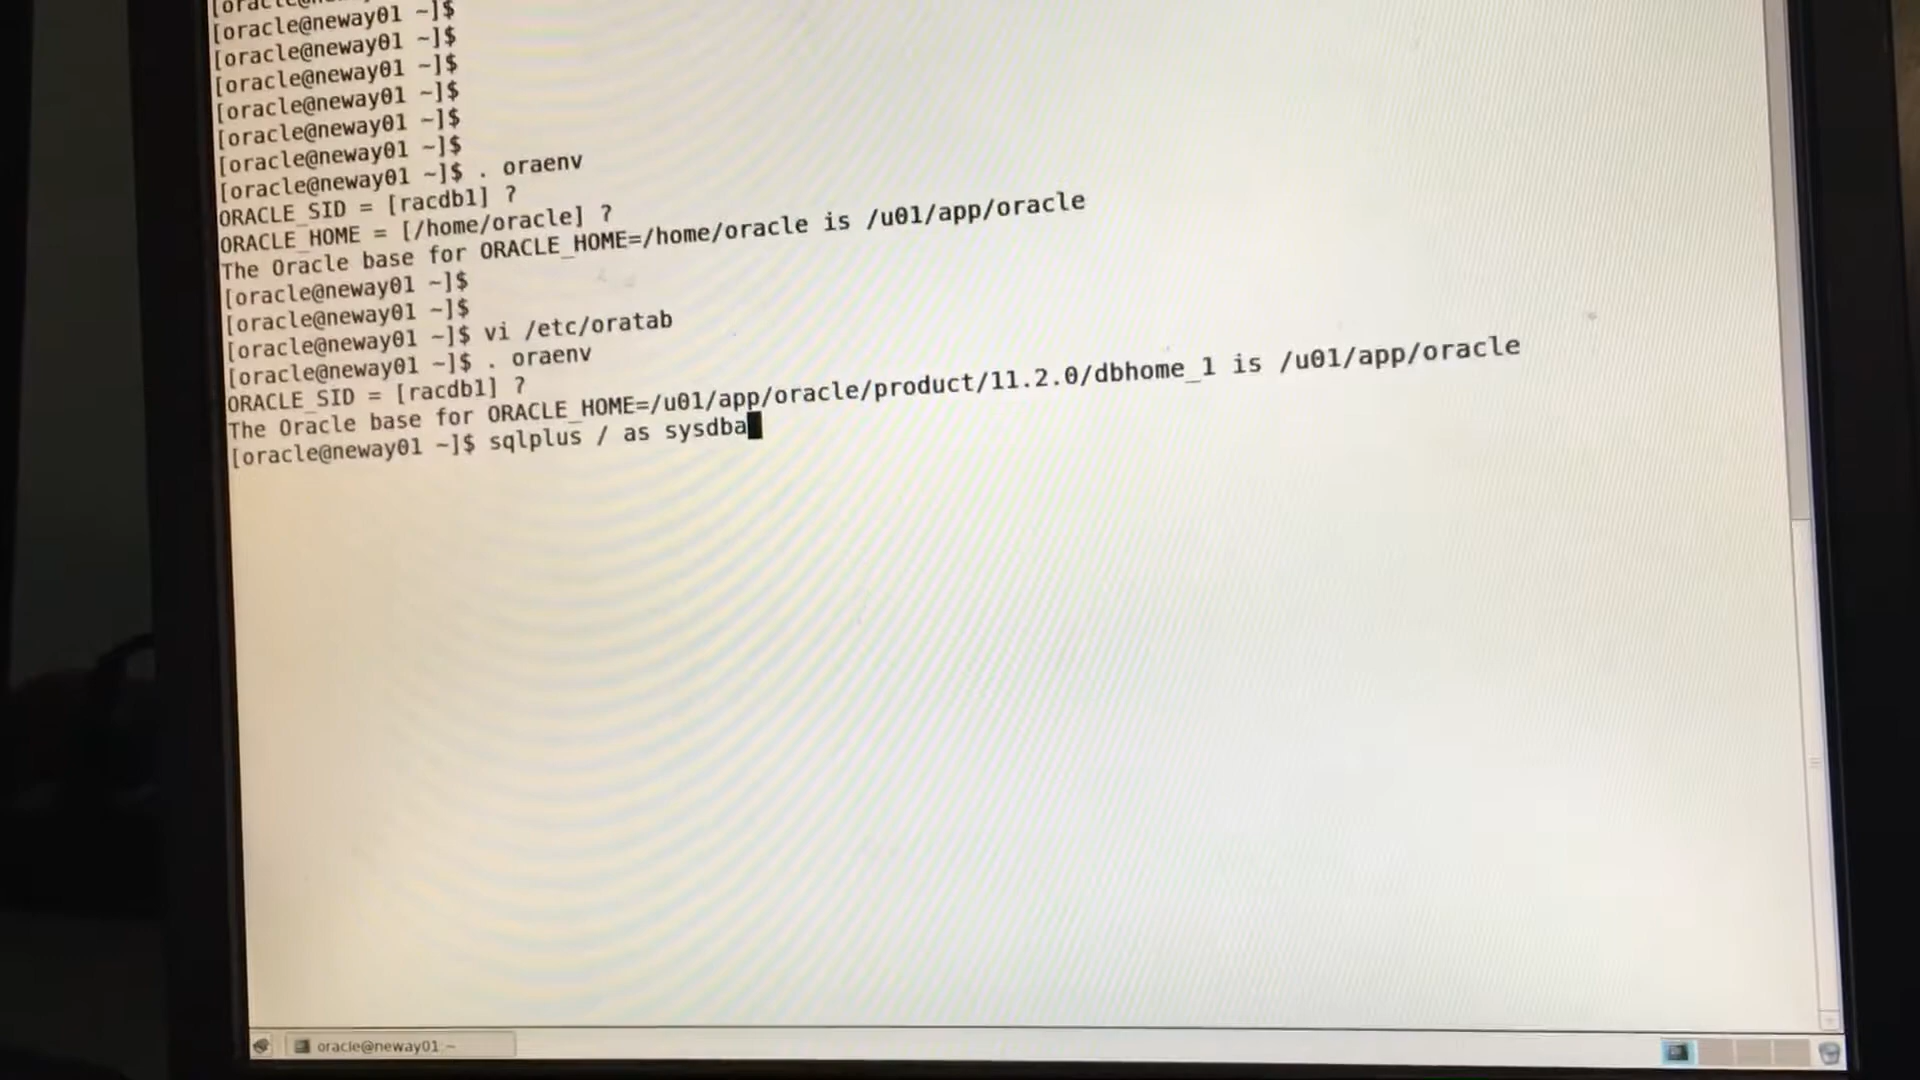 [oracle@neway01 ~]$
[oracle@neway01 ~]$
[oracle@neway01 ~]$
[oracle@neway01 ~]$
[oracle@neway01 ~]$
[oracle@neway01 ~]$
[oracle@neway01 ~]$ . oraenv
ORACLE_SID = [racdb1] ?
ORACLE_HOME = [/home/oracle] ?
The Oracle base for ORACLE_HOME=/home/oracle is /u01/app/oracle
[oracle@neway01 ~]$
[oracle@neway01 ~]$
[oracle@neway01 ~]$ vi /etc/oratab
[oracle@neway01 ~]$ . oraenv
ORACLE_SID = [racdb1] ?
The Oracle base for ORACLE_HOME=/u01/app/oracle/product/11.2.0/dbhome_1 is /u01/app/oracle
[oracle@neway01 ~]$ sqlplus / as sysdba
oracle@neway01:~